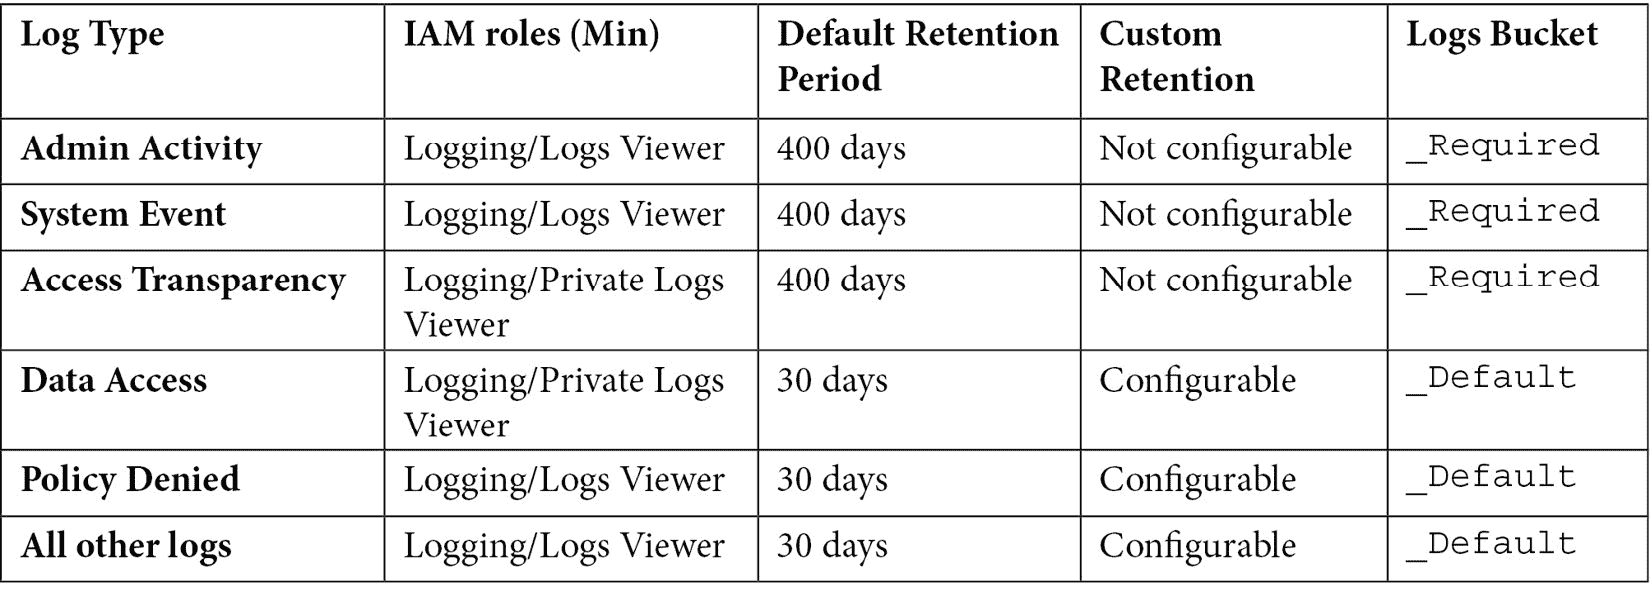 Log Type IAM roles (Min) Default Retention Period Custom Retention Logs Bucket
Admin Activity Logging/Logs Viewer 400 days Not configurable _Required
System Event Logging/Logs Viewer 400 days Not configurable _Required
Access Transparency Logging/Private Logs Viewer 400 days Not configurable _Required
Data Access Logging/Private Logs Viewer 30 days Configurable _Default
Policy Denied Logging/Logs Viewer 30 days Configurable _Default
All other logs Logging/Logs Viewer 30 days Configurable _Default